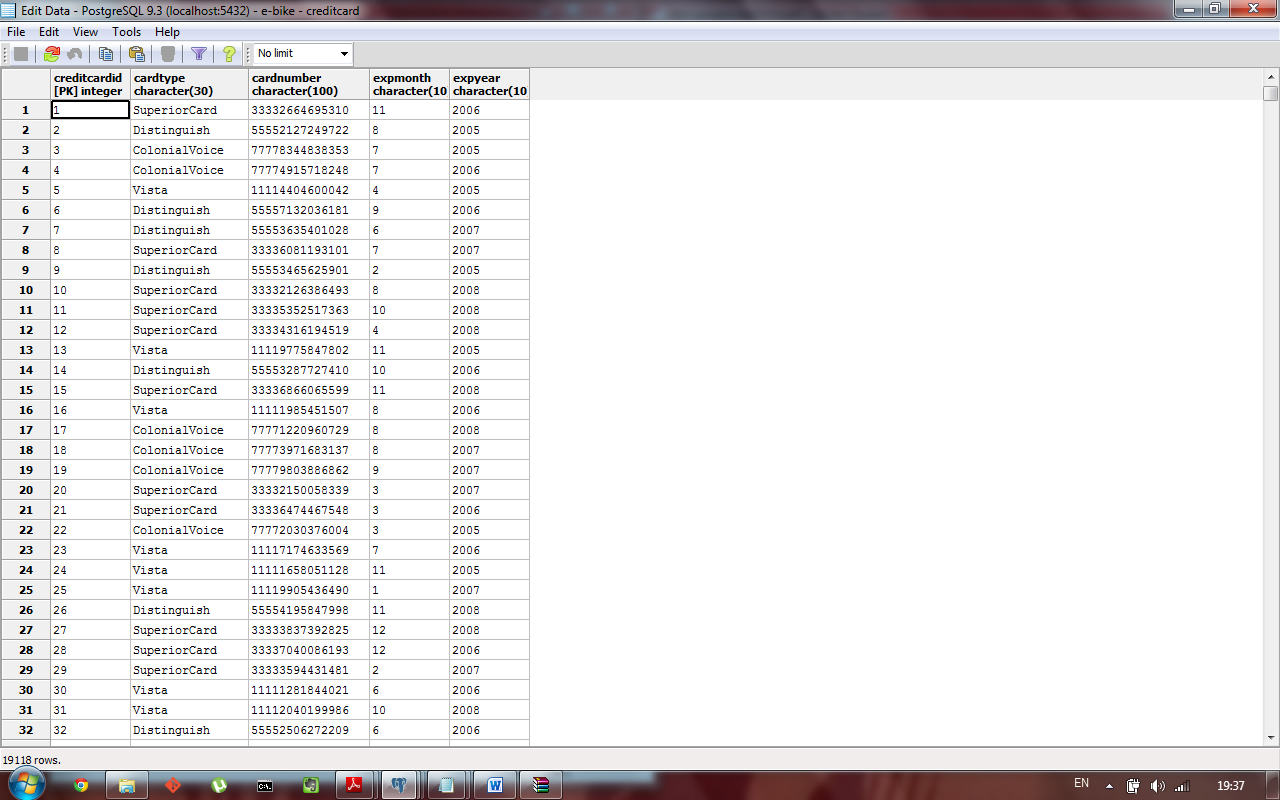 Edit Data - PostgreSQL 9.3 (localhost:5432) - e-bike - creditcard
File Edit View Tools Help
No limit
creditcardid [PK] integer cardtype character(30) cardnumber character(100) expmonth character(10 expyear character(10
1 1 SuperiorCard 33332664695310 11 2006
2 2 Distinguish 55552127249722 8 2005
3 3 ColonialVoice 77778344838353 7 2005
4 4 ColonialVoice 77774915718248 7 2006
5 5 Vista 11114404600042 4 2005
6 6 Distinguish 55557132036181 9 2006
7 7 Distinguish 55553635401028 6 2007
8 8 SuperiorCard 33336081193101 7 2007
9 9 Distinguish 55553465625901 2 2005
10 10 SuperiorCard 33332126386493 8 2008
11 11 SuperiorCard 33335352517363 10 2008
12 12 SuperiorCard 33334316194519 4 2008
13 13 Vista 11119775847802 11 2005
14 14 Distinguish 55553287727410 10 2006
15 15 SuperiorCard 33336866065599 11 2008
16 16 Vista 11111985451507 8 2006
17 17 ColonialVoice 77771220960729 8 2008
18 18 ColonialVoice 77773971683137 8 2007
19 19 ColonialVoice 77779803886862 9 2007
20 20 SuperiorCard 33332150058339 3 2007
21 21 SuperiorCard 33336474467548 3 2006
22 22 ColonialVoice 77772030376004 3 2005
23 23 Vista 11117174633569 7 2006
24 24 Vista 11111658051128 11 2005
25 25 Vista 11119905436490 1 2007
26 26 Distinguish 55554195847998 11 2008
27 27 SuperiorCard 33333837392825 12 2008
28 28 SuperiorCard 33337040086193 12 2006
29 29 SuperiorCard 33333594431481 2 2007
30 30 Vista 11111281844021 6 2006
31 31 Vista 11112040199986 10 2008
32 32 Distinguish 55552506272209 6 2006
19118 rows.
EN 19:37